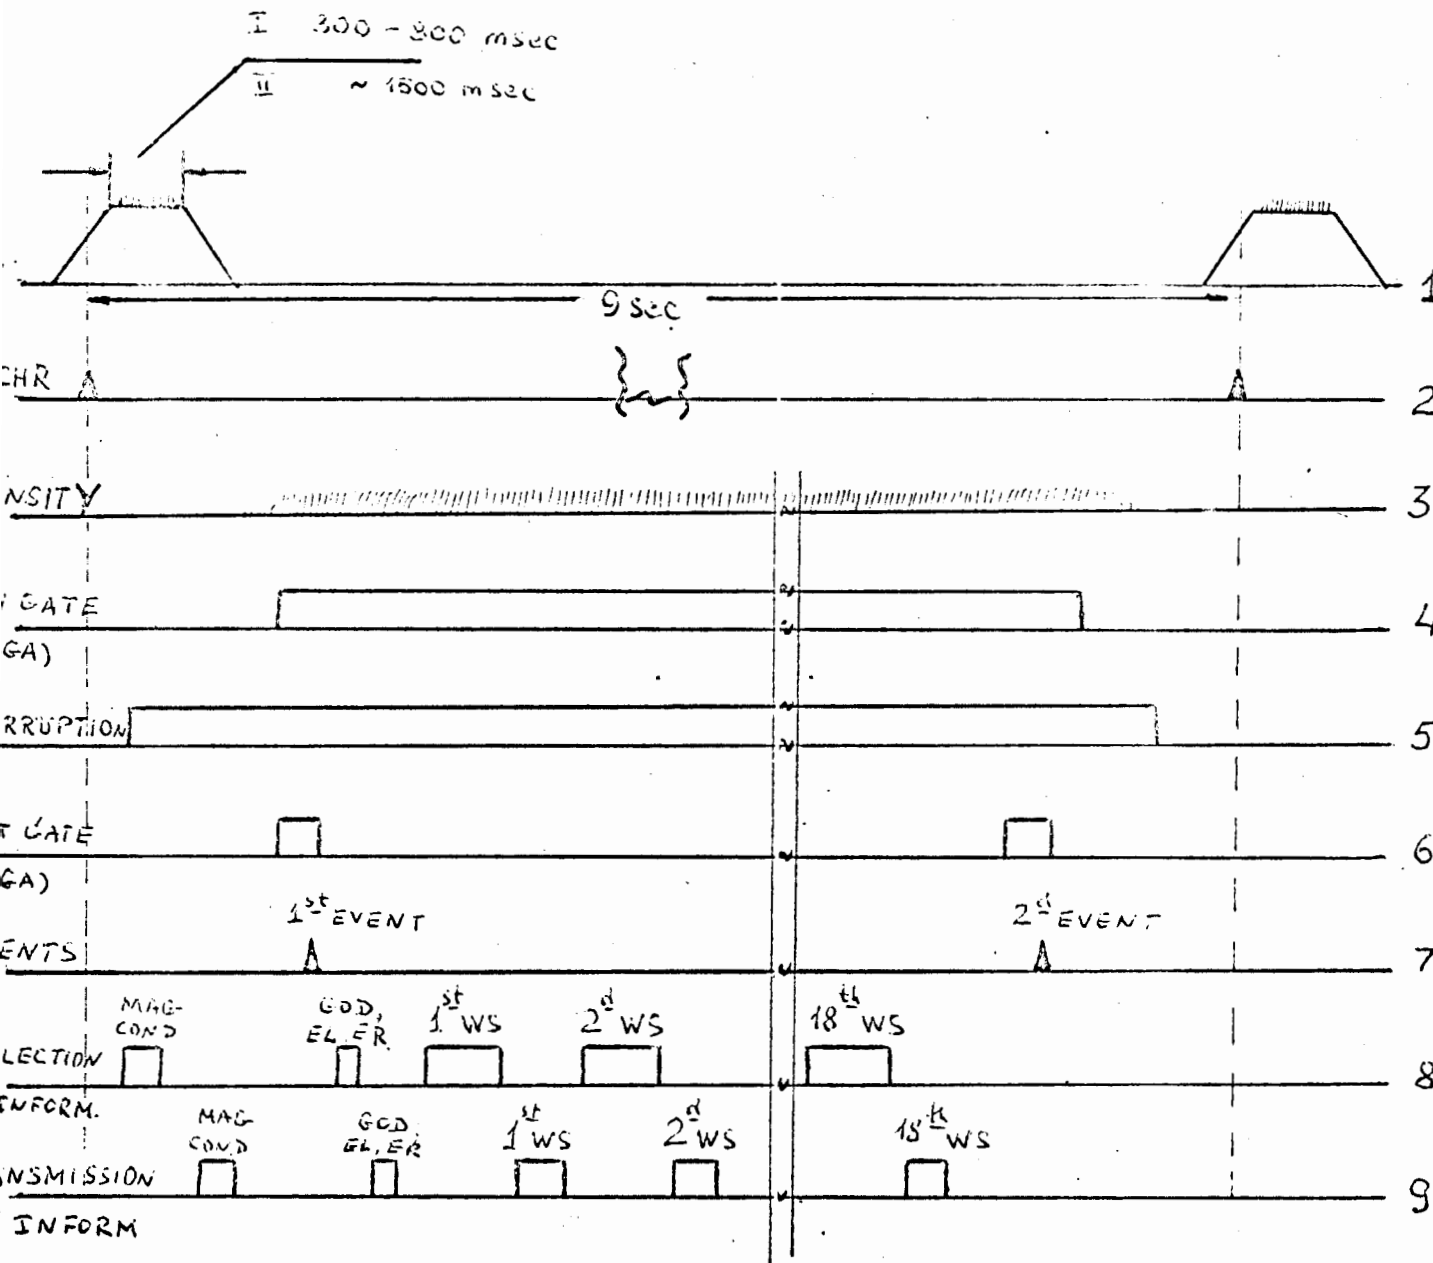 I 300-800 msec
II ~ 1500 msec
9 sec
1
CHR
2
NSITY
3
GATE
4
GA)
RRUPTION
5
T GATE
6
GA)
1st EVENT
2d EVENT
ENTS
7
MAG-
COND
GOD,
EL, ER
1st WS
2d WS
18th WS
LECTION
8
INFORM.
MAG
COND
GOD
EL, ER
1st WS
2d WS
18th WS
NSMISSION
9
INFORM